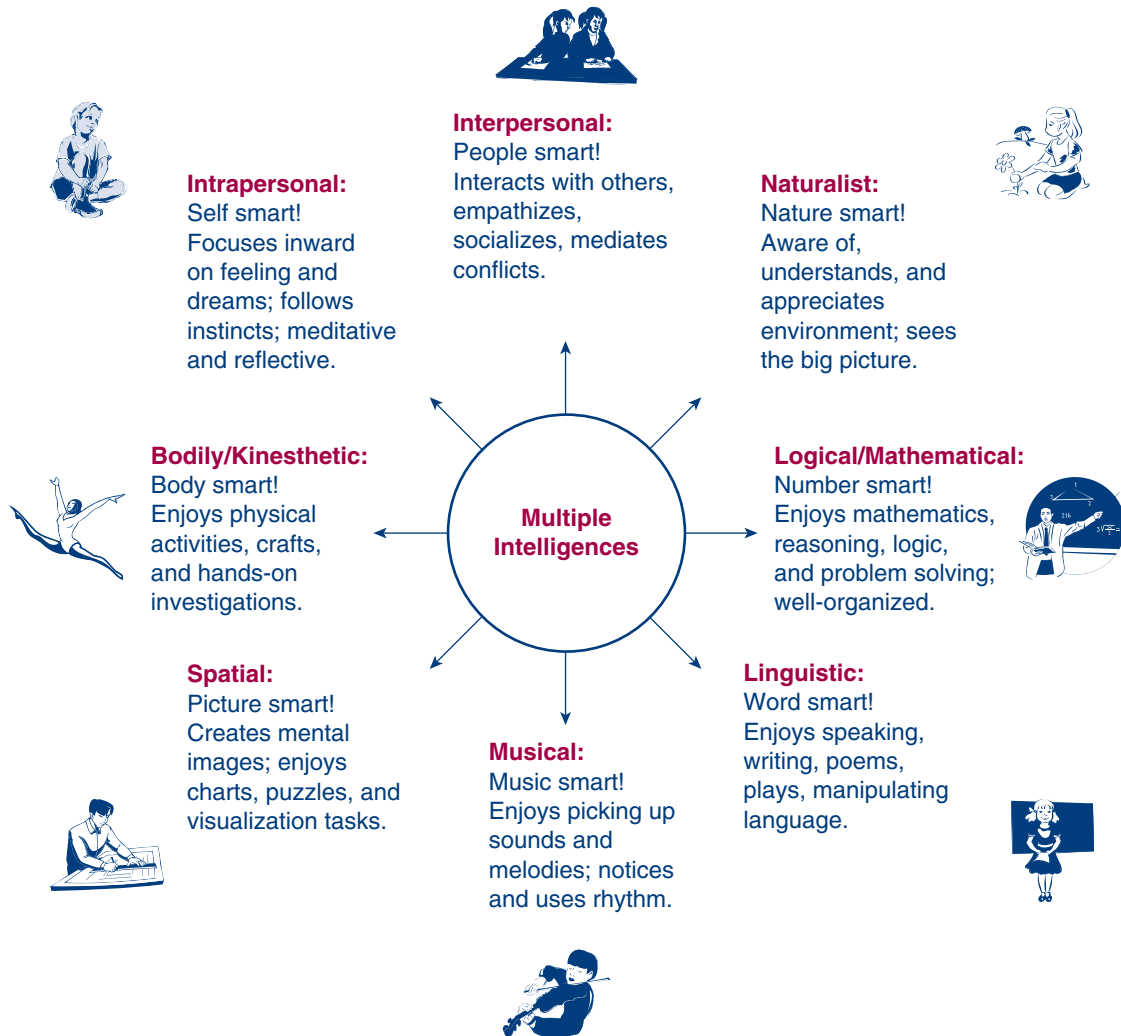 Interpersonal:
People smart!
Interacts with others,
empathizes,
socializes, mediates
conflicts.
Naturalist:
Nature smart!
Aware of,
understands, and
appreciates
environment; sees
the big picture.
Logical/Mathematical:
Number smart!
Enjoys mathematics,
reasoning, logic,
and problem solving;
well-organized.
Linguistic:
Word smart!
Enjoys speaking,
writing, poems,
plays, manipulating
language.
Musical:
Music smart!
Enjoys picking up
sounds and
melodies; notices
and uses rhythm.
Spatial:
Picture smart!
Creates mental
images; enjoys
charts, puzzles, and
visualization tasks.
Bodily/Kinesthetic:
Body smart!
Enjoys physical
activities, crafts,
and hands-on
investigations.
Intrapersonal:
Self smart!
Focuses inward
on feeling and
dreams; follows
instincts; meditative
and reflective.
Multiple
Intelligences
1
3
2
216